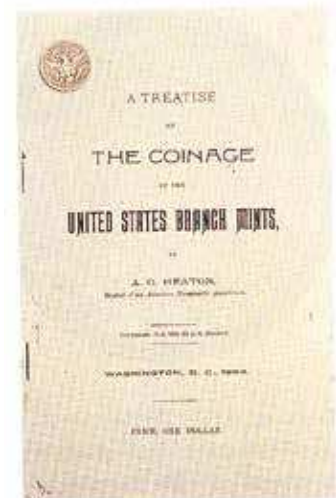 A TREATISE
ON
THE COINAGE
OF THE
UNITED STATES BRANCH MINTS,
BY
A. G. HEATON,
WASHINGTON, D. C.,
PRICE, ONE DOLLAR